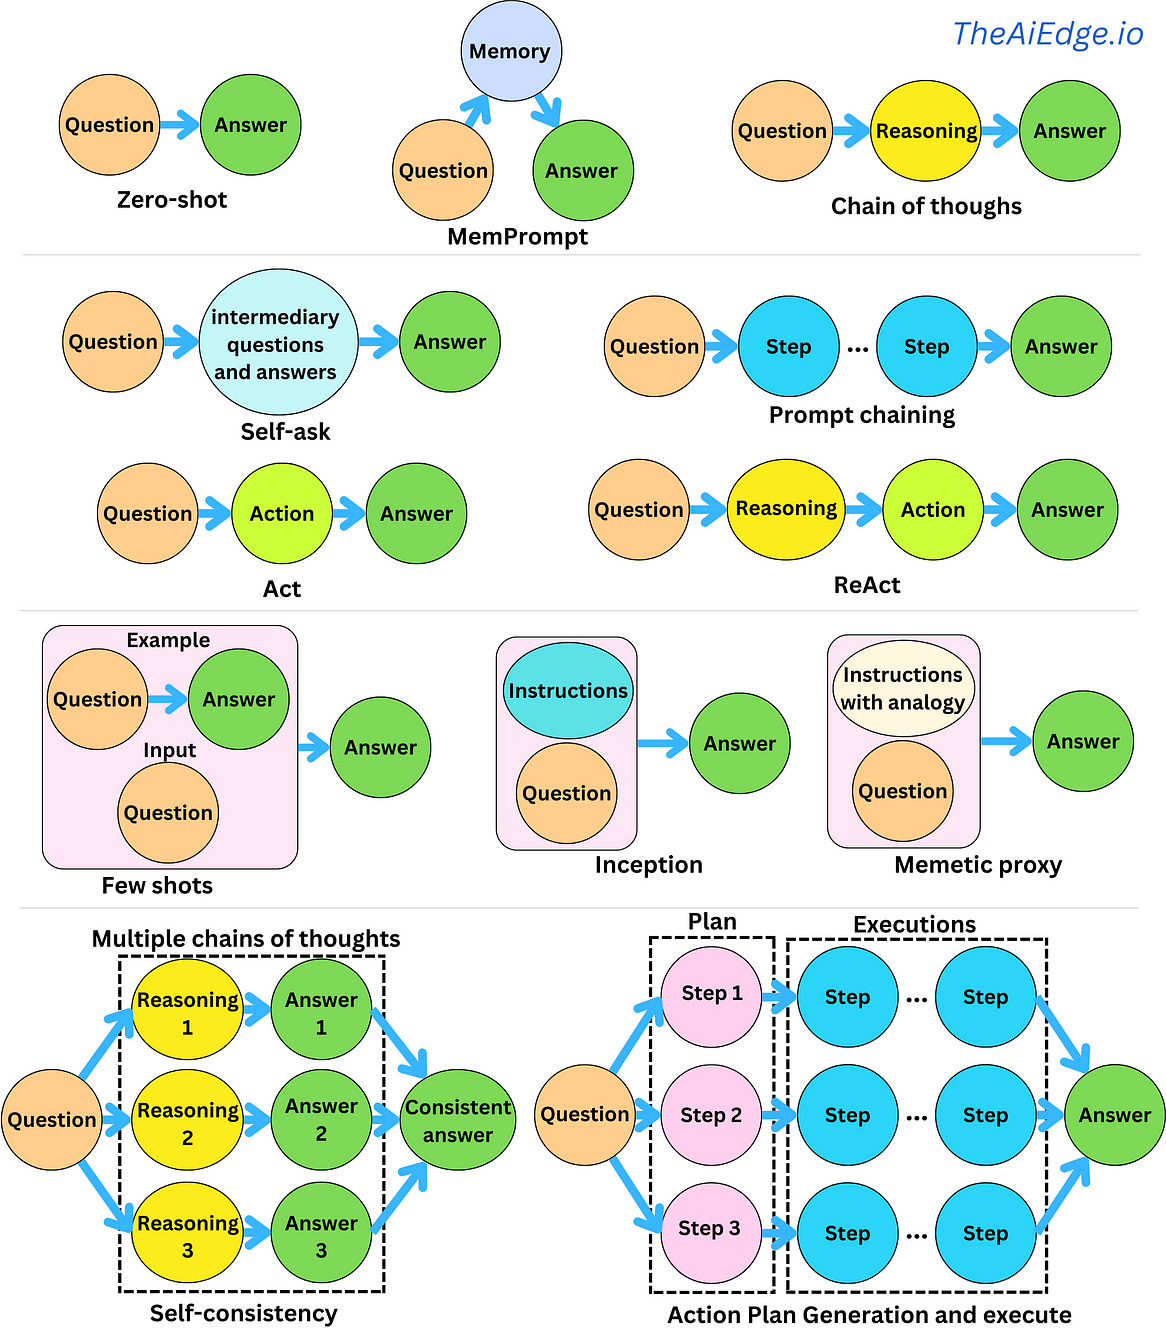 TheAiEdge.io
Question
Answer
Zero-shot
Memory
Question
Answer
MemPrompt
Question
Reasoning
Answer
Chain of thoughs
Question
intermediary
questions
and answers
Answer
Self-ask
Question
Step
...
Step
Answer
Prompt chaining
Question
Action
Answer
Act
Question
Reasoning
Action
Answer
ReAct
Example
Question
Answer
Input
Question
Answer
Few shots
Instructions
Question
Answer
Inception
Instructions
with analogy
Question
Answer
Memetic proxy
Multiple chains of thoughts
Question
Reasoning
1
Answer
1
Reasoning
2
Answer
2
Reasoning
3
Answer
3
Consistent
answer
Self-consistency
Plan
Executions
Question
Step 1
Step
...
Step
Step 2
Step
...
Step
Step 3
Step
...
Step
Answer
Action Plan Generation and execute